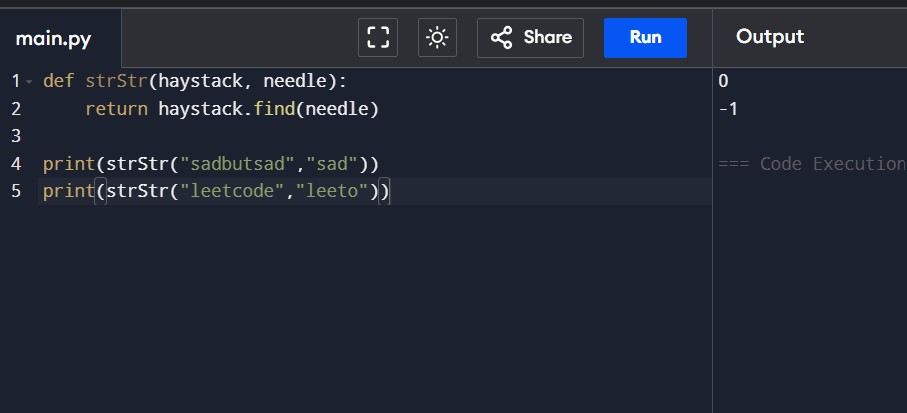 main.py
Share
Run
Output
1 def strStr(haystack, needle):
2     return haystack.find(needle)
3
4 print(strStr("sadbutsad","sad"))
5 print(strStr("leetcode","leeto"))
0
-1
=== Code Execution